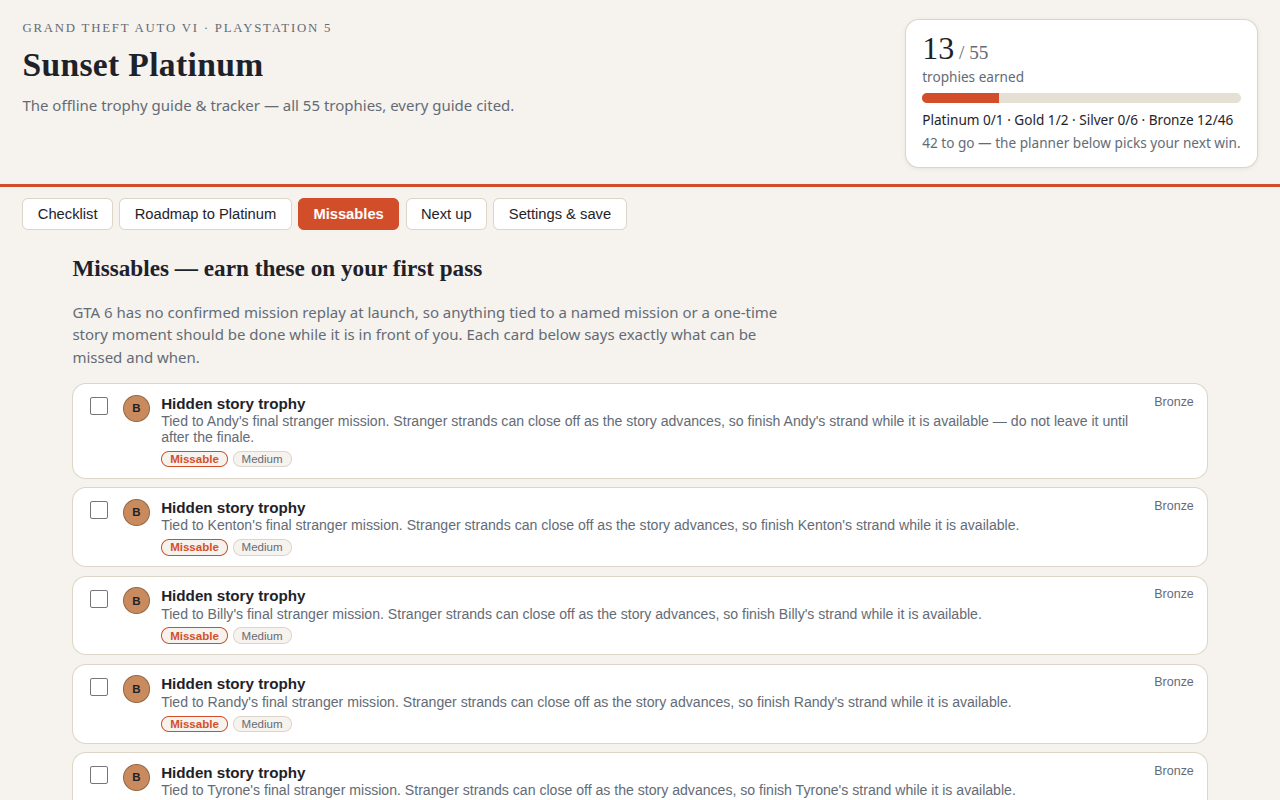 GRAND THEFT AUTO VI · PLAYSTATION 5
Sunset Platinum
The offline trophy guide & tracker — all 55 trophies, every guide cited.
13 / 55
trophies earned
Platinum 0/1 · Gold 1/2 · Silver 0/6 · Bronze 12/46
42 to go — the planner below picks your next win.
Checklist
Roadmap to Platinum
Missables
Next up
Settings & save
Missables — earn these on your first pass
GTA 6 has no confirmed mission replay at launch, so anything tied to a named mission or a one-time
story moment should be done while it is in front of you. Each card below says exactly what can be
missed and when.
B
Hidden story trophy
Bronze
Tied to Andy's final stranger mission. Stranger strands can close off as the story advances, so finish Andy's strand while it is available — do not leave it until
after the finale.
Missable
Medium
B
Hidden story trophy
Bronze
Tied to Kenton's final stranger mission. Stranger strands can close off as the story advances, so finish Kenton's strand while it is available.
Missable
Medium
B
Hidden story trophy
Bronze
Tied to Billy's final stranger mission. Stranger strands can close off as the story advances, so finish Billy's strand while it is available.
Missable
Medium
B
Hidden story trophy
Bronze
Tied to Randy's final stranger mission. Stranger strands can close off as the story advances, so finish Randy's strand while it is available.
Missable
Medium
B
Hidden story trophy
Bronze
Tied to Tyrone's final stranger mission. Stranger strands can close off as the story advances, so finish Tyrone's strand while it is available.